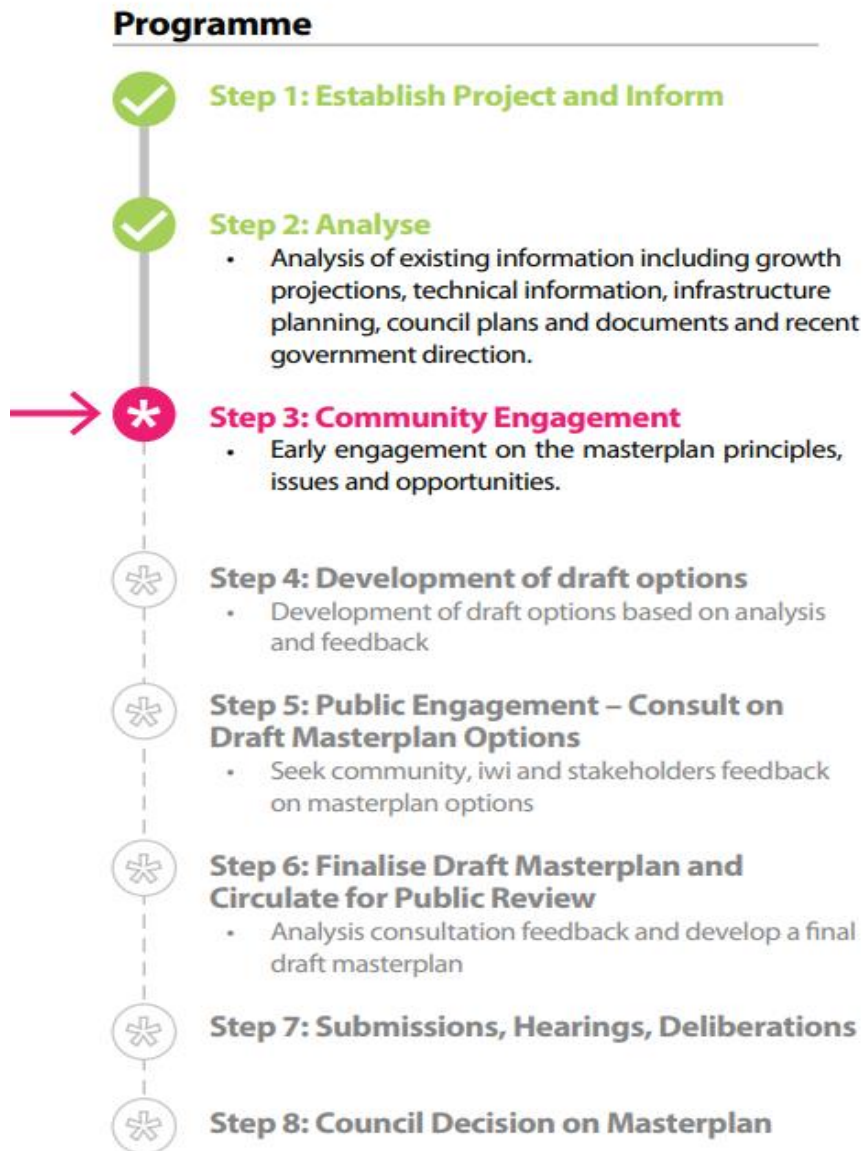 Programme
Step 1: Establish Project and Inform
Step 2: Analyse
• Analysis of existing information including growth
projections, technical information, infrastructure
planning, council plans and documents and recent
government direction.
Step 3: Community Engagement
• Early engagement on the masterplan principles,
issues and opportunities.
Step 4: Development of draft options
• Development of draft options based on analysis
and feedback
Step 5: Public Engagement – Consult on
Draft Masterplan Options
• Seek community, iwi and stakeholders feedback
on masterplan options
Step 6: Finalise Draft Masterplan and
Circulate for Public Review
• Analysis consultation feedback and develop a final
draft masterplan
Step 7: Submissions, Hearings, Deliberations
Step 8: Council Decision on Masterplan